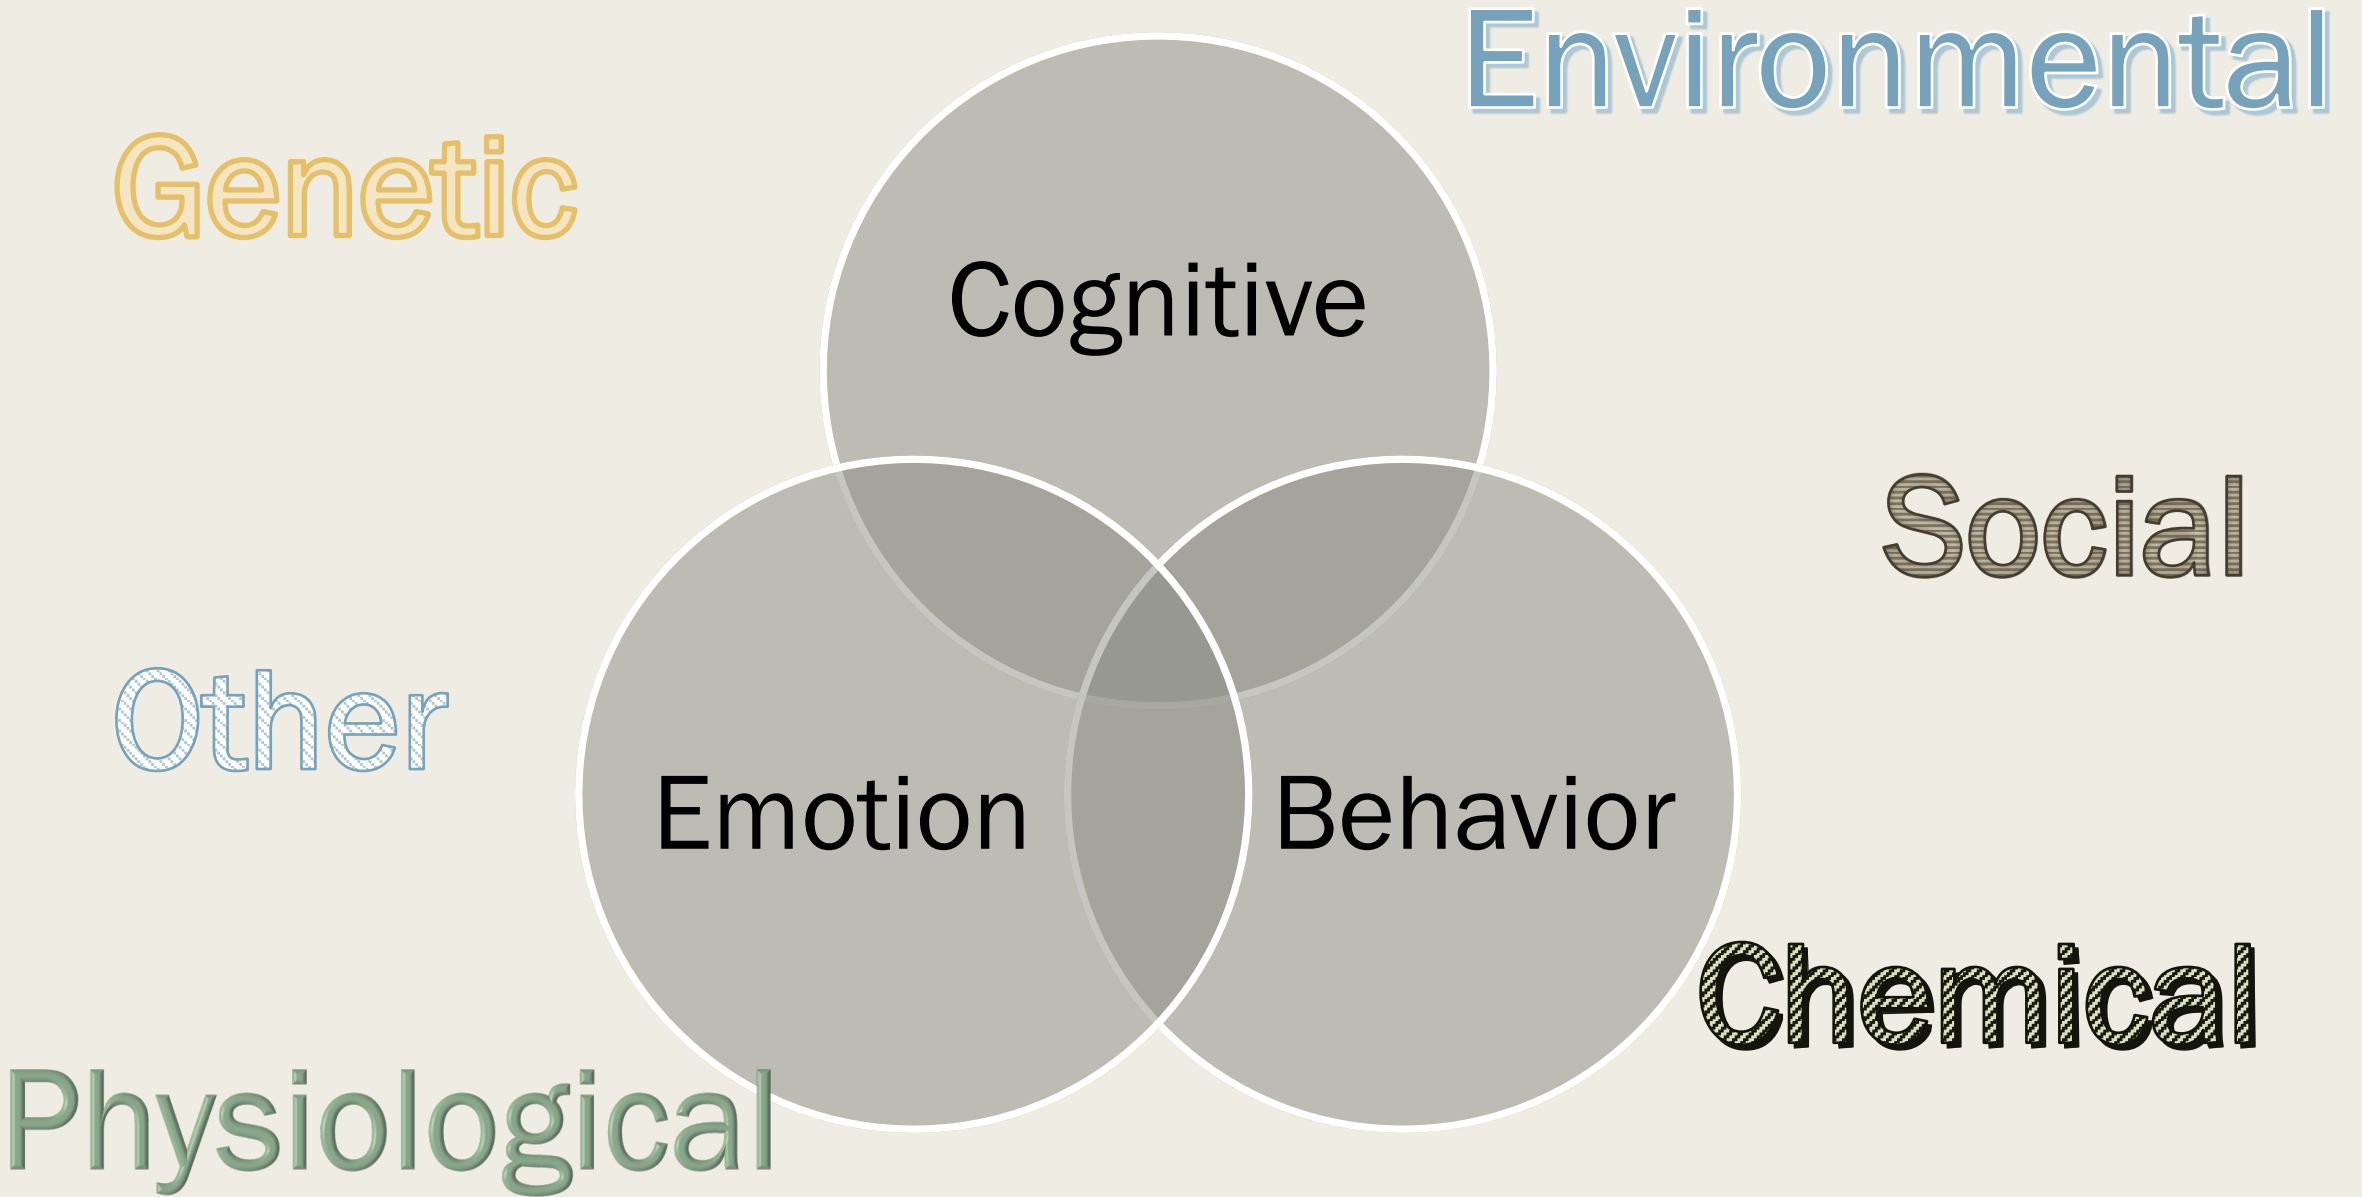 Environmental
Genetic
Cognitive
Social
Other
Emotion
Behavior
Chemical
Physiological